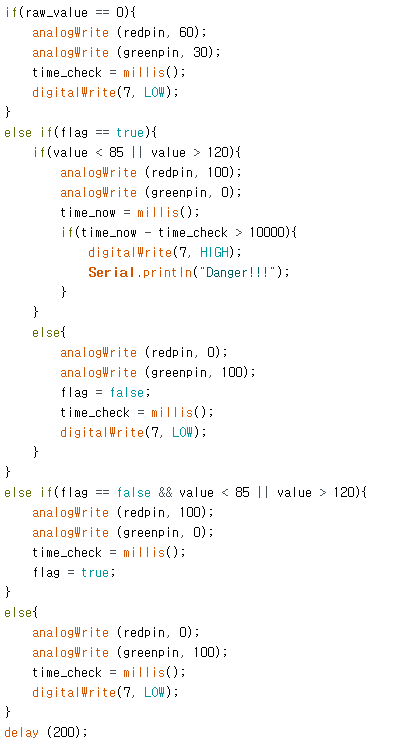 if(raw_value == 0){
    analogWrite (redpin, 60);
    analogWrite (greenpin, 30);
    time_check = millis();
    digitalWrite(7, LOW);
}
else if(flag == true){
    if(value < 85 || value > 120){
        analogWrite (redpin, 100);
        analogWrite (greenpin, 0);
        time_now = millis();
        if(time_now - time_check > 10000){
            digitalWrite(7, HIGH);
            Serial.println("Danger!!!");
        }
    }
    else{
        analogWrite (redpin, 0);
        analogWrite (greenpin, 100);
        flag = false;
        time_check = millis();
        digitalWrite(7, LOW);
    }
}
else if(flag == false && value < 85 || value > 120){
    analogWrite (redpin, 100);
    analogWrite (greenpin, 0);
    time_check = millis();
    flag = true;
}
else{
    analogWrite (redpin, 0);
    analogWrite (greenpin, 100);
    time_check = millis();
    digitalWrite(7, LOW);
}
delay (200);